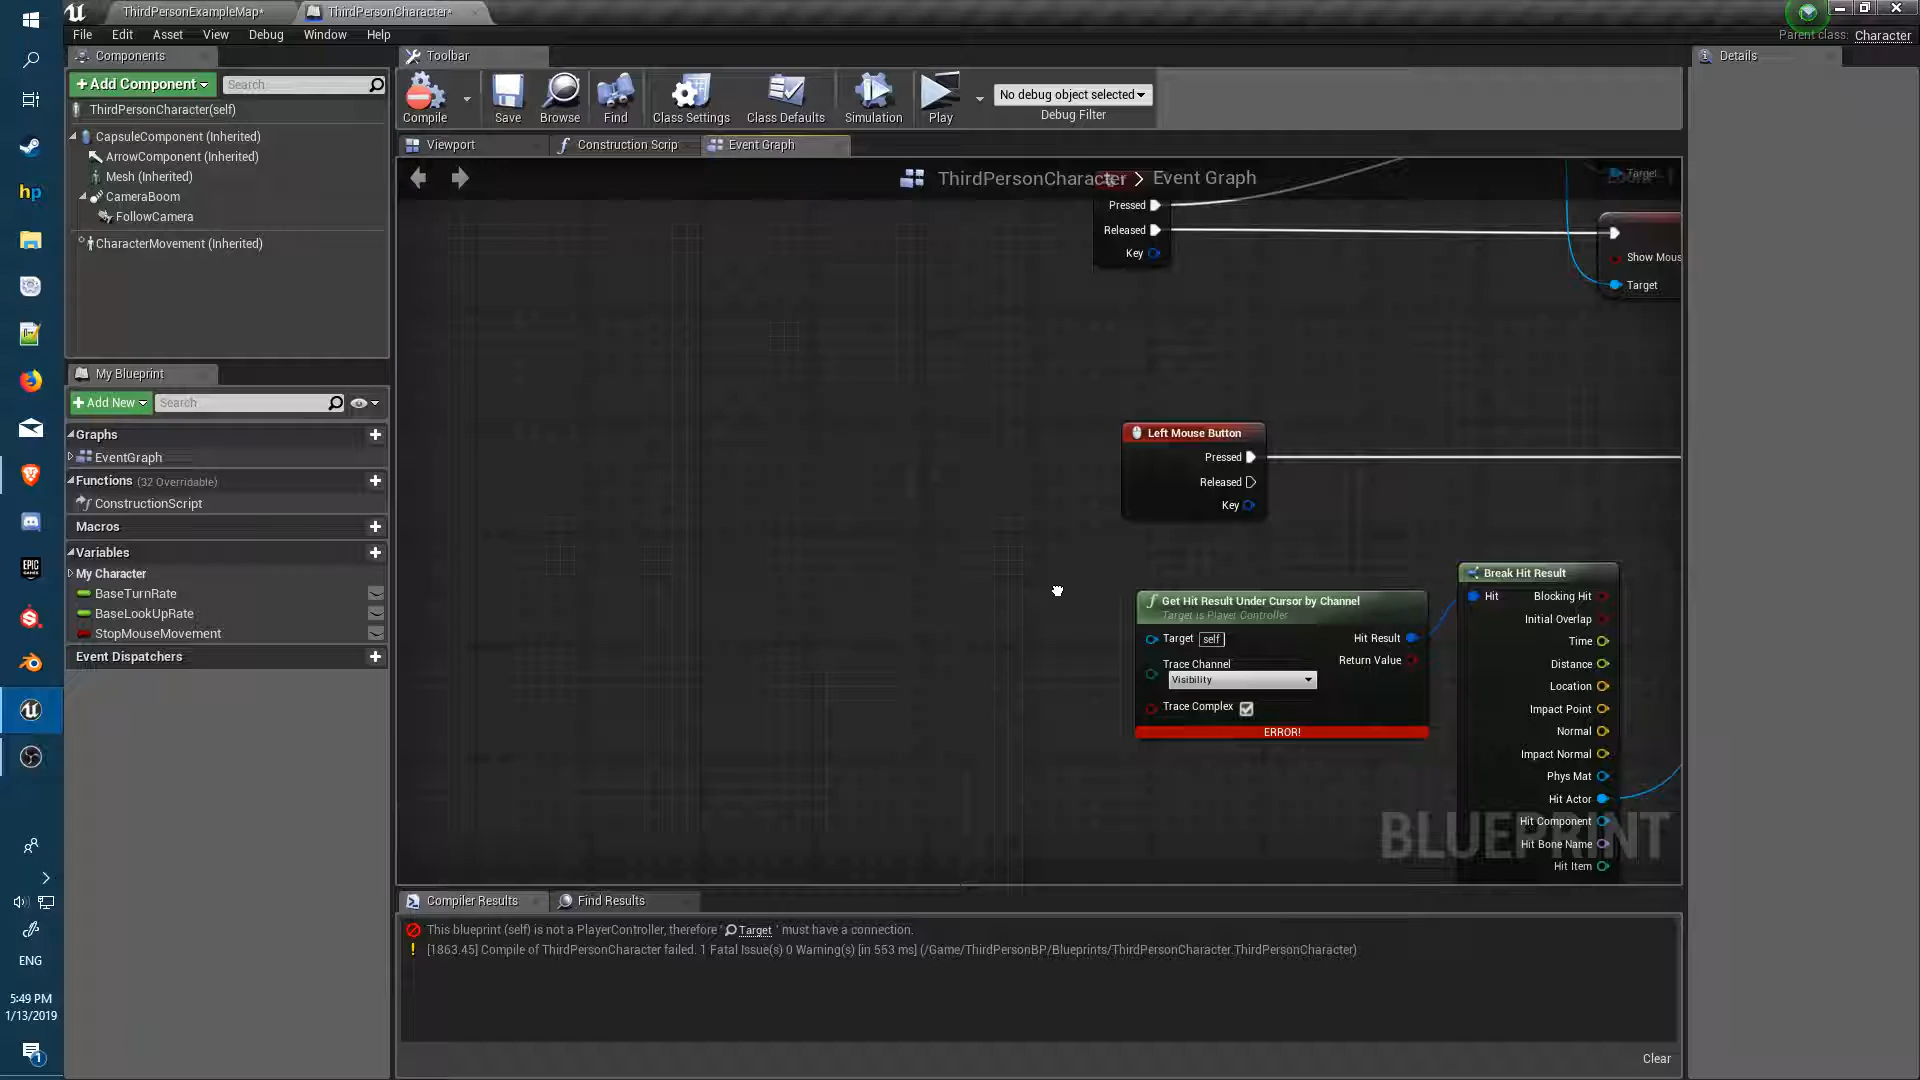 ThirdPersonExampleMap*
ThirdPersonCharacter*
File Edit Asset View Debug Window Help
Parent class: Character
Components
Toolbar
Details
+Add Component
Search
ThirdPersonCharacter(self)
CapsuleComponent (Inherited)
ArrowComponent (Inherited)
Mesh (Inherited)
CameraBoom
FollowCamera
CharacterMovement (Inherited)
Compile
Save
Browse
Find
Class Settings
Class Defaults
Simulation
Play
No debug object selected
Debug Filter
Viewport
Construction Scrip
Event Graph
ThirdPersonCharacter > Event Graph
Pressed
Released
Key
Target
Show Mous
Target
My Blueprint
+Add New
Search
Graphs
EventGraph
Functions (32 Overridable)
ConstructionScript
Macros
Variables
My Character
BaseTurnRate
BaseLookUpRate
StopMouseMovement
Event Dispatchers
Left Mouse Button
Pressed
Released
Key
Get Hit Result Under Cursor by Channel
Target is Player Controller
Target self
Hit Result
Trace Channel
Return Value
Visibility
Trace Complex
ERROR!
Break Hit Result
Hit
Blocking Hit
Initial Overlap
Time
Distance
Location
Impact Point
Normal
Impact Normal
Phys Mat
Hit Actor
Hit Component
Hit Bone Name
Hit Item
BLUEPRINT
Compiler Results
Find Results
This blueprint (self) is not a PlayerController, therefore ' Target ' must have a connection.
[1863.45] Compile of ThirdPersonCharacter failed. 1 Fatal Issue(s) 0 Warning(s) [in 553 ms] (/Game/ThirdPersonBP/Blueprints/ThirdPersonCharacter.ThirdPersonCharacter)
Clear
hp
EPIC
GAMES
ENG
5:49 PM
1/13/2019
1